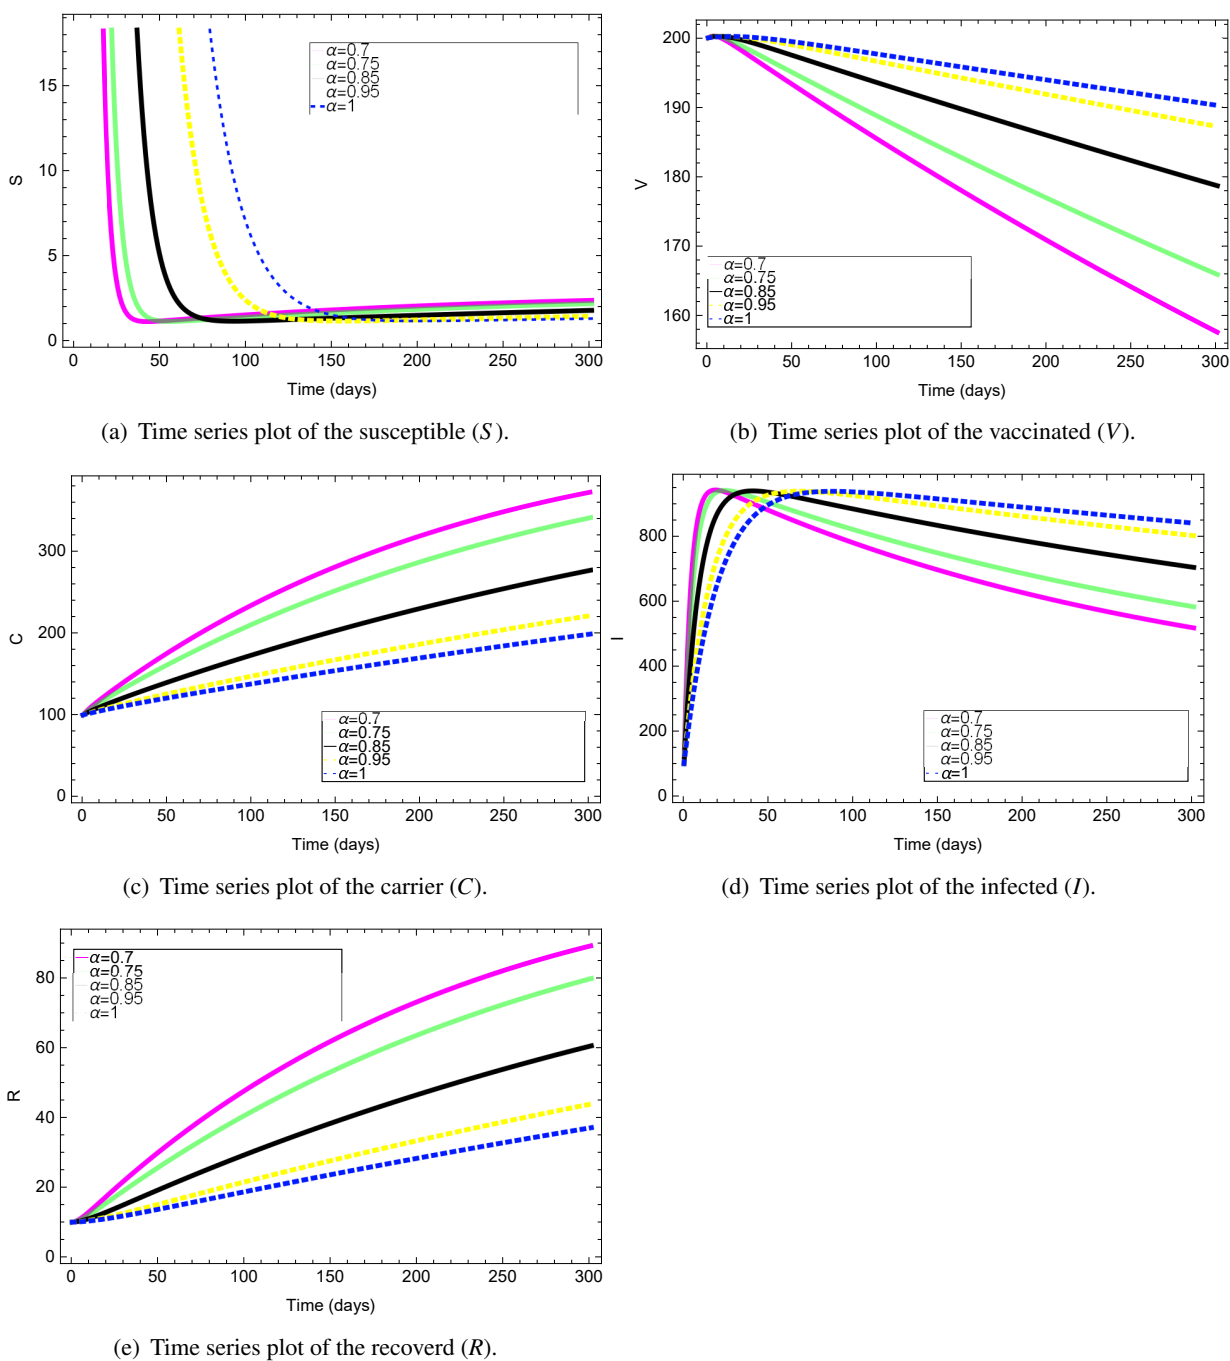 α=0.7
α=0.75
α=0.85
α=0.95
α=1
15
10
5
0
S
0 50 100 150 200 250 300
Time (days)
(a) Time series plot of the susceptible (S).
200
190
180
170
160
V
α=0.7
α=0.75
α=0.85
α=0.95
α=1
0 50 100 150 200 250 300
Time (days)
(b) Time series plot of the vaccinated (V).
300
200
100
0
C
α=0.7
α=0.75
α=0.85
α=0.95
α=1
0 50 100 150 200 250 300
Time (days)
(c) Time series plot of the carrier (C).
800
600
400
200
0
I
α=0.7
α=0.75
α=0.85
α=0.95
α=1
0 50 100 150 200 250 300
Time (days)
(d) Time series plot of the infected (I).
α=0.7
α=0.75
α=0.85
α=0.95
α=1
80
60
40
20
0
R
0 50 100 150 200 250 300
Time (days)
(e) Time series plot of the recoverd (R).